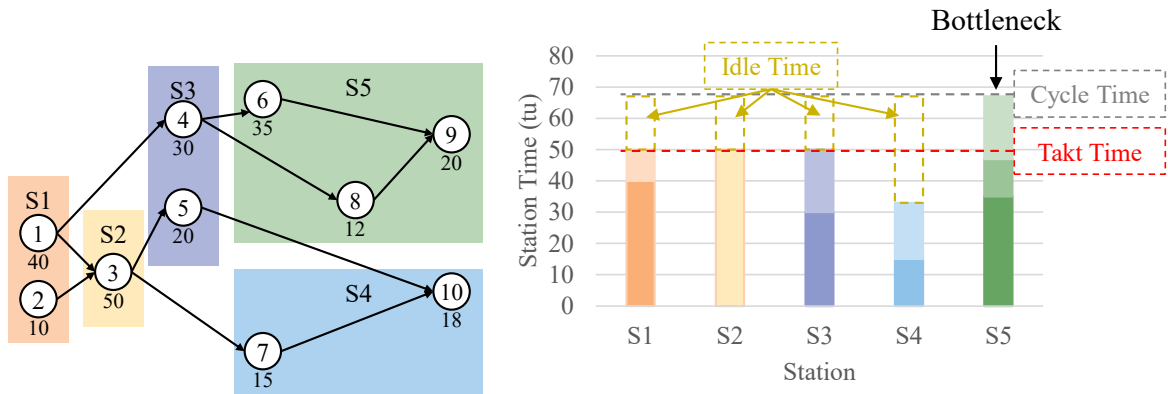 S1
1
40
2
10
S2
3
50
S3
4
30
5
20
S5
6
35
8
12
9
20
S4
7
15
10
18
Bottleneck
Idle Time
Cycle Time
Takt Time
Station Time (tu)
80
70
60
50
40
30
20
10
0
S1 S2 S3 S4 S5
Station